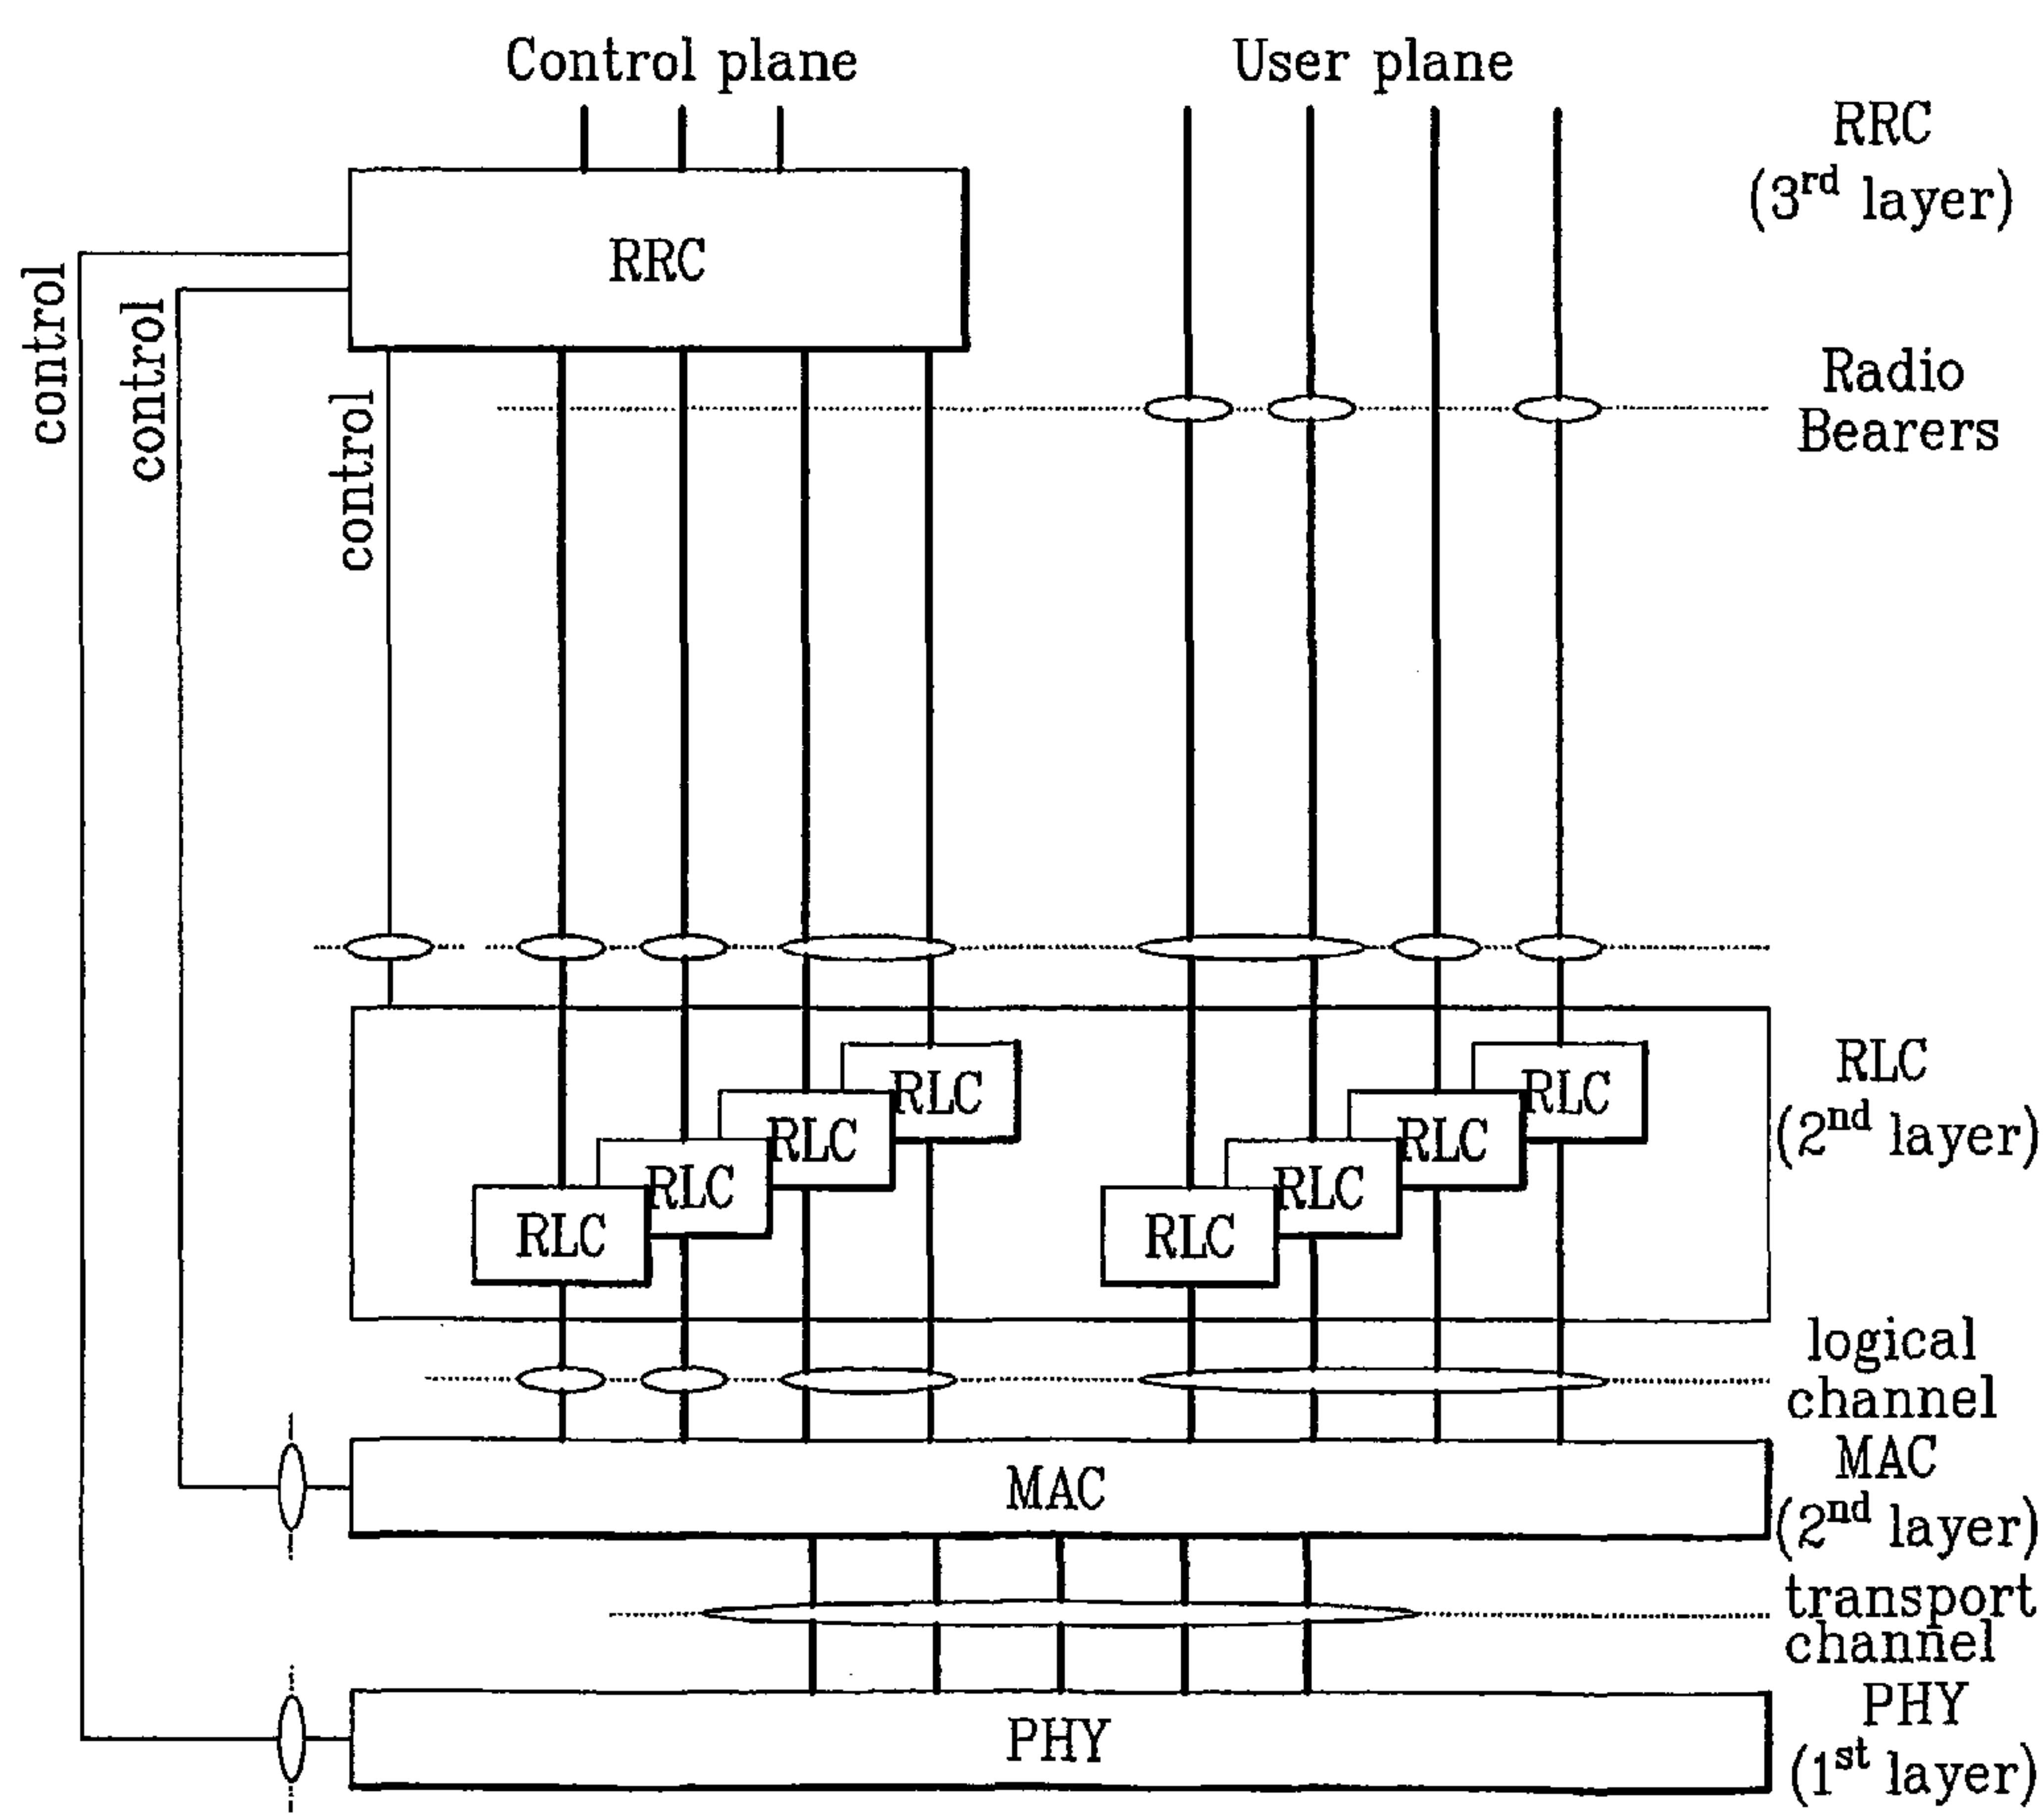 Control plane
User plane
RRC
(3rd layer)
RRC
control
control
control
Radio
Bearers
RLC
RLC
RLC
RLC
RLC
RLC
RLC
RLC
RLC
(2nd layer)
logical
channel
MAC
MAC
(2nd layer)
transport
channel
PHY
PHY
(1st layer)